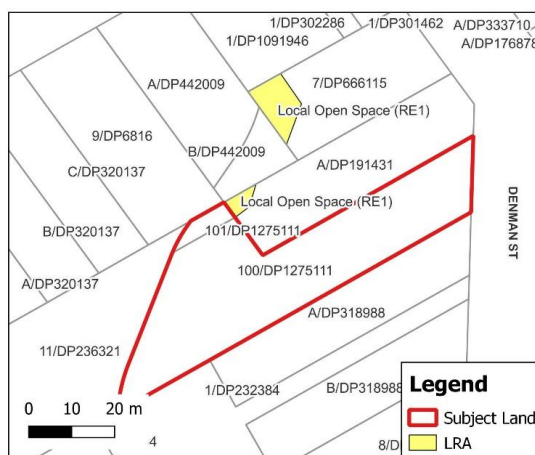 1/DP302286
1/DP301462
A/DP333710
1/DP1091946
A/DP176878
A/DP442009
7/DP666115
Local Open Space (RE1)
9/DP6816
B/DP442009
A/DP191431
C/DP320137
Local Open Space (RE1)
DENMAN ST
B/DP320137
101/DP1275111
100/DP1275111
A/DP320137
A/DP318988
11/DP236321
1/DP232384
B/DP318988
Legend
Subject Land
LRA
0 10 20 m
4